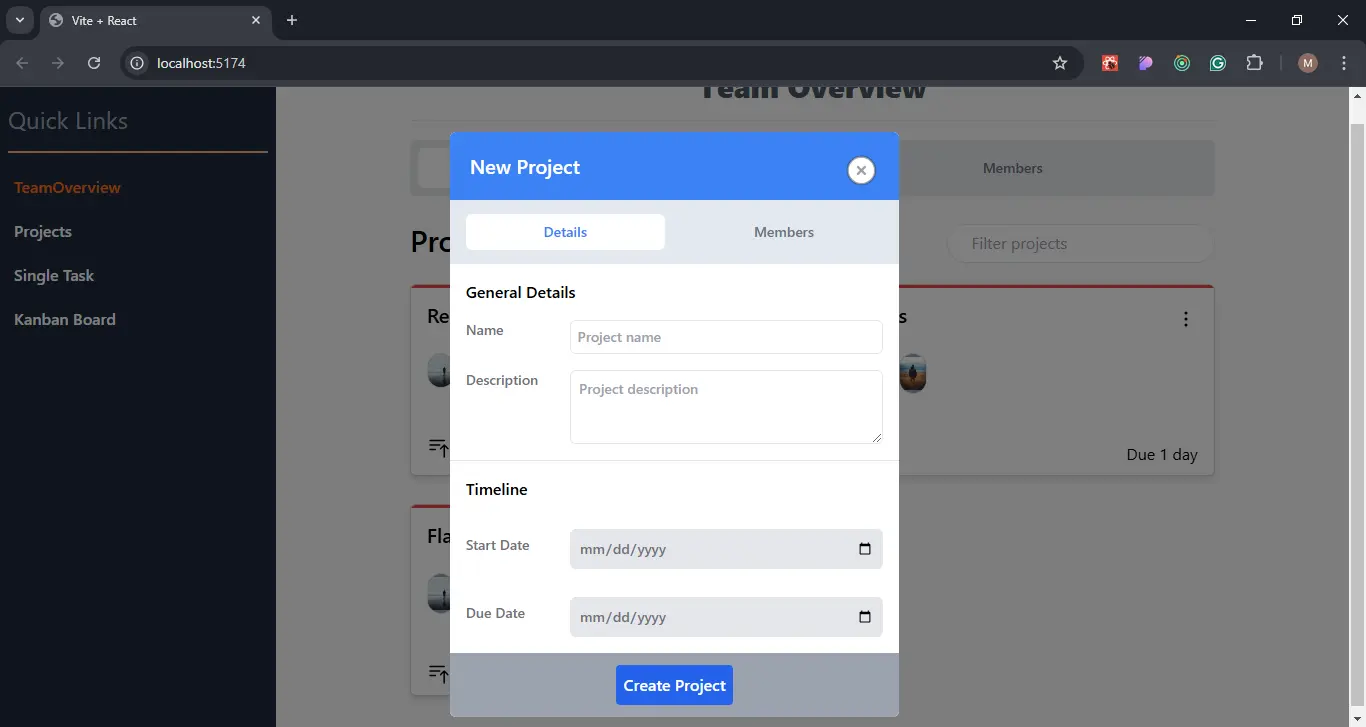 Vite + React
localhost:5174
M
Quick Links
Team Overview
TeamOverview
Projects
Single Task
Kanban Board
New Project
Members
Details
Members
Pro
Filter projects
General Details
Re
s
Name
Project name
Description
Project description
Due 1 day
Timeline
Fla
Start Date
mm/dd/yyyy
Due Date
mm/dd/yyyy
Create Project